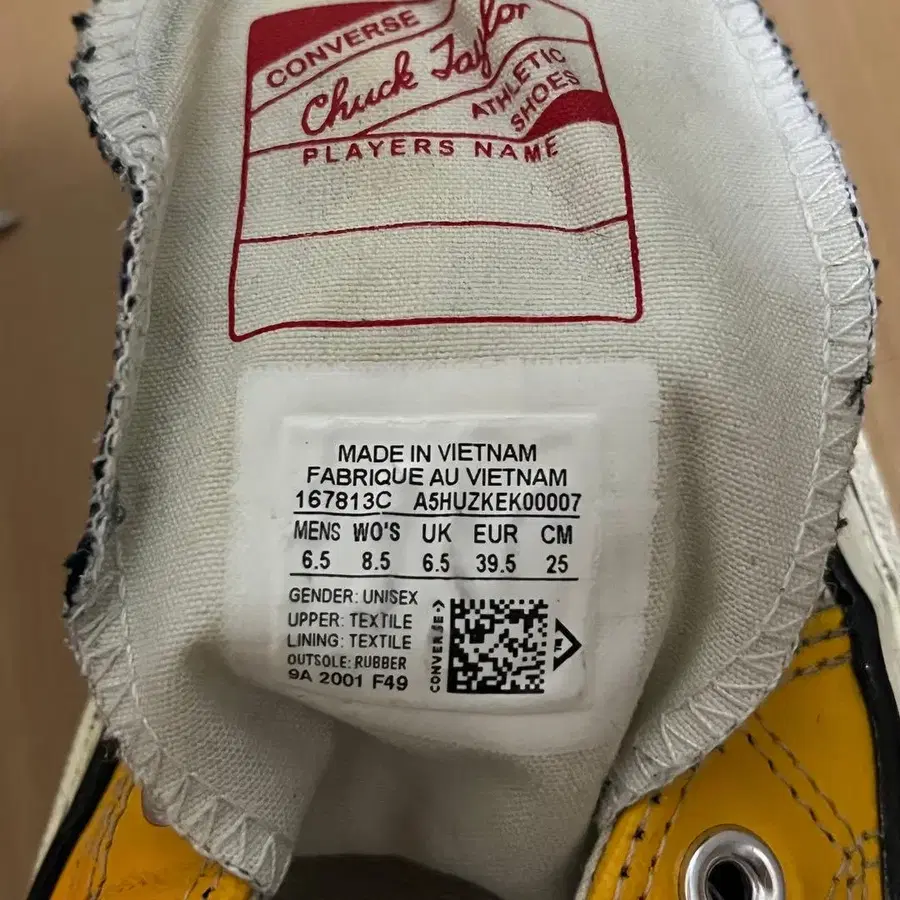 CONVERSE
Chuck Taylor
ATHLETIC
SHOES
PLAYERS NAME
MADE IN VIETNAM
FABRIQUE AU VIETNAM
167813C A5HUZKEK00007
MENS WO'S UK EUR CM
6.5 8.5 6.5 39.5 25
GENDER: UNISEX
UPPER: TEXTILE
LINING: TEXTILE
OUTSOLE: RUBBER
9A 2001 F49
CONVERSE
TM